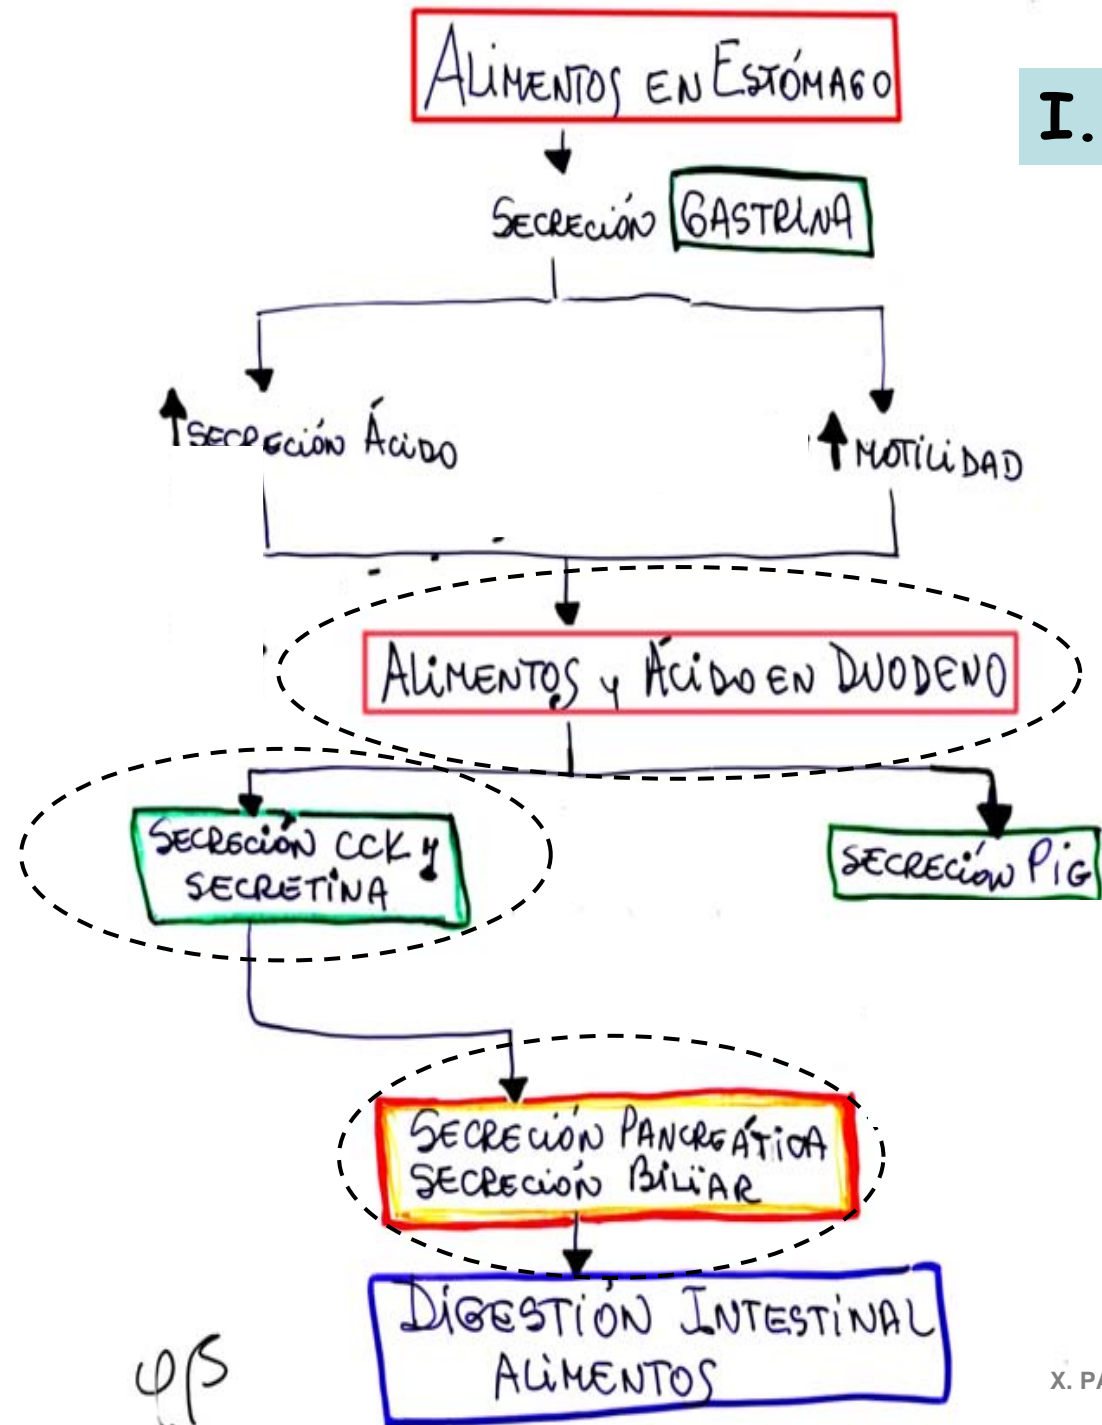 ALIMENTOS EN ESTÓMAGO
I.
SECRECIÓN GASTRINA
SECRECIÓN ÁCIDO
MOTILIDAD
ALIMENTOS y ÁCIDO EN DUODENO
SECRECIÓN CCK y
SECRETINA
SECRECIÓN PIG
SECRECIÓN PANCREÁTICA
SECRECIÓN BILIAR
DIGESTIÓN INTESTINAL
ALIMENTOS
X. PA